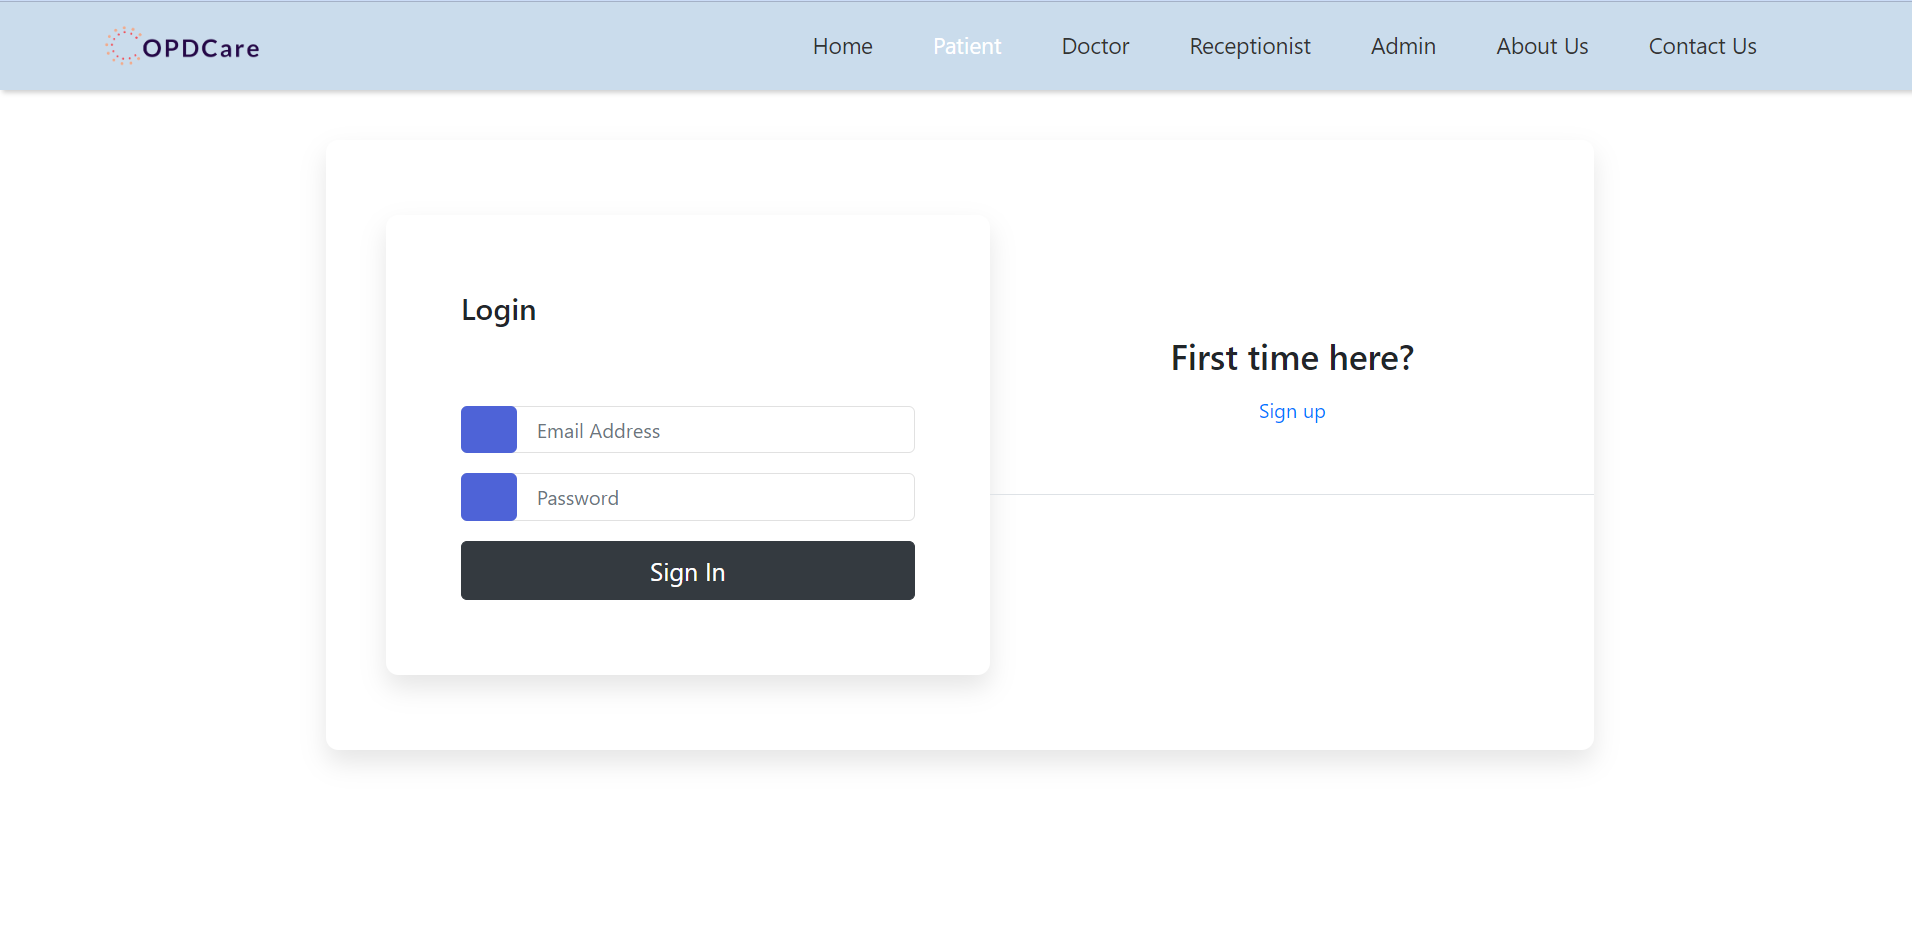 OPDCare Home Patient Doctor Receptionist Admin About Us Contact Us
Login
Email Address
Password
Sign In
First time here?
Sign up